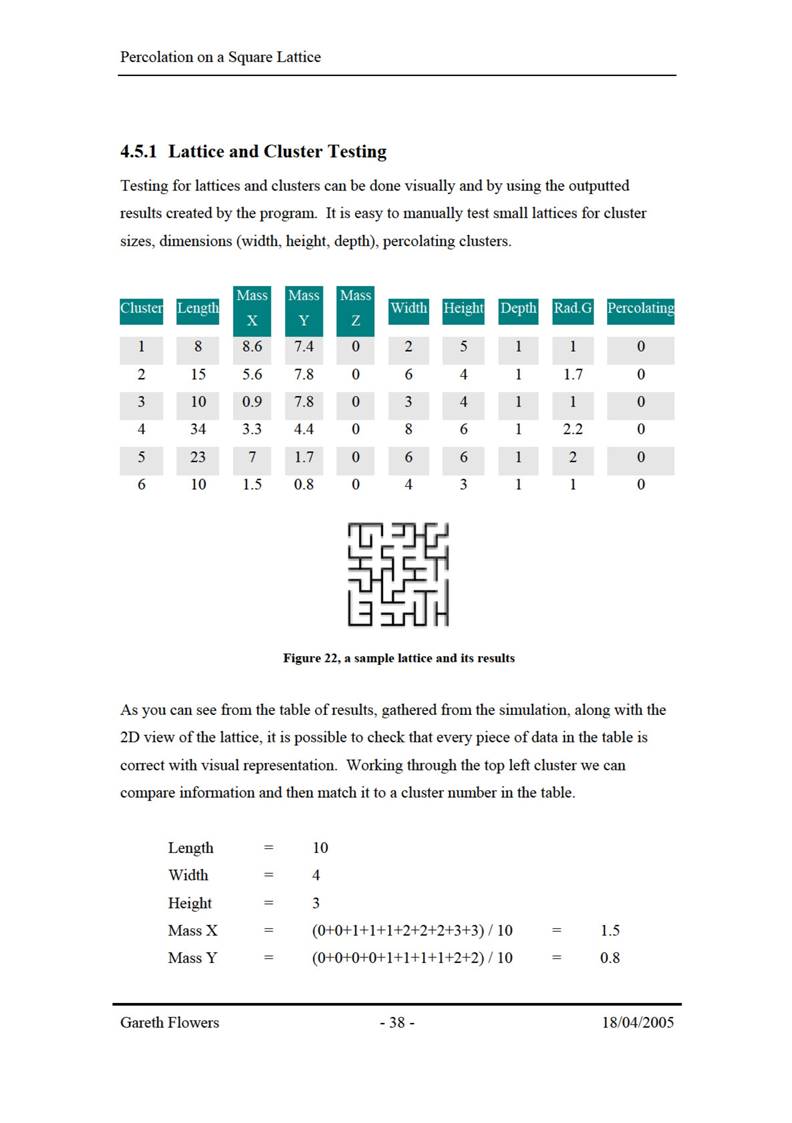 Percolation on a Square Lattice
4.5.1 Lattice and Cluster Testing
Testing for lattices and clusters can be done visually and by using the outputted
results created by the program. It is easy to manually test small lattices for cluster
sizes, dimensions (width, height, depth), percolating clusters.
Cluster Length Mass X Mass Y Mass Z Width Height Depth Rad.G Percolating
1 8 8.6 7.4 0 2 5 1 1 0
2 15 5.6 7.8 0 6 4 1 1.7 0
3 10 0.9 7.8 0 3 4 1 1 0
4 34 3.3 4.4 0 8 6 1 2.2 0
5 23 7 1.7 0 6 6 1 2 0
6 10 1.5 0.8 0 4 3 1 1 0
Figure 22, a sample lattice and its results
As you can see from the table of results, gathered from the simulation, along with the
2D view of the lattice, it is possible to check that every piece of data in the table is
correct with visual representation. Working through the top left cluster we can
compare information and then match it to a cluster number in the table.
Length = 10
Width = 4
Height = 3
Mass X = (0+0+1+1+1+2+2+2+3+3) / 10 = 1.5
Mass Y = (0+0+0+0+1+1+1+1+2+2) / 10 = 0.8
Gareth Flowers - 38 - 18/04/2005